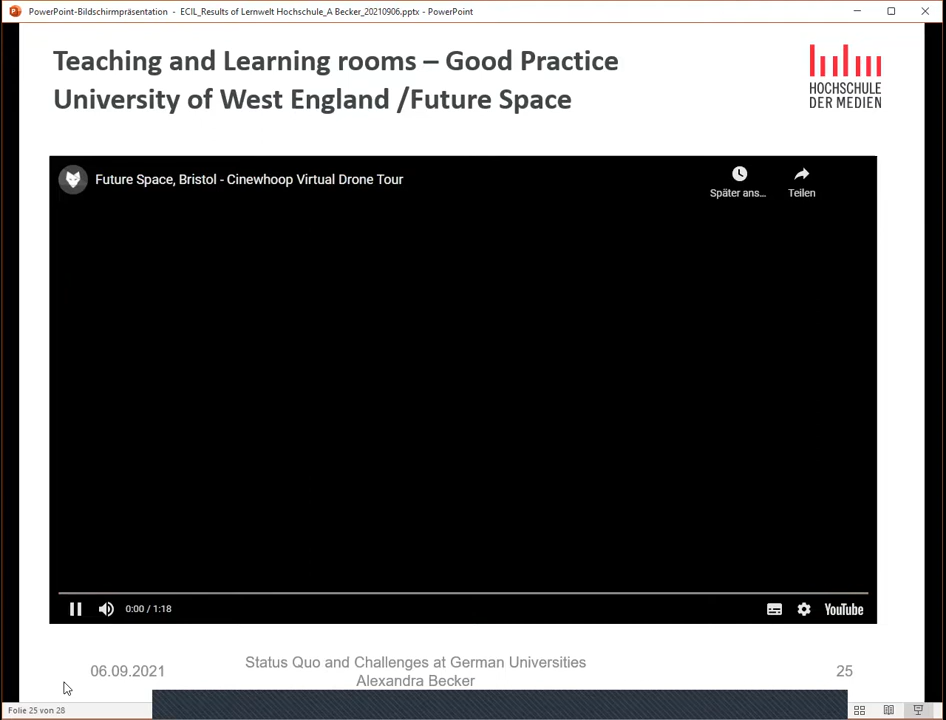 PowerPoint-Bildschirmpräsentation - ECIL_Results of Lernwelt Hochschule_A Becker_20210906.pptx - PowerPoint
Teaching and Learning rooms – Good Practice
University of West England /Future Space
HOCHSCHULE
DER MEDIEN
Future Space, Bristol - Cinewhoop Virtual Drone Tour
Später ans...
Teilen
0:00 / 1:18
YouTube
06.09.2021
Status Quo and Challenges at German Universities
Alexandra Becker
25
Folie 25 von 28